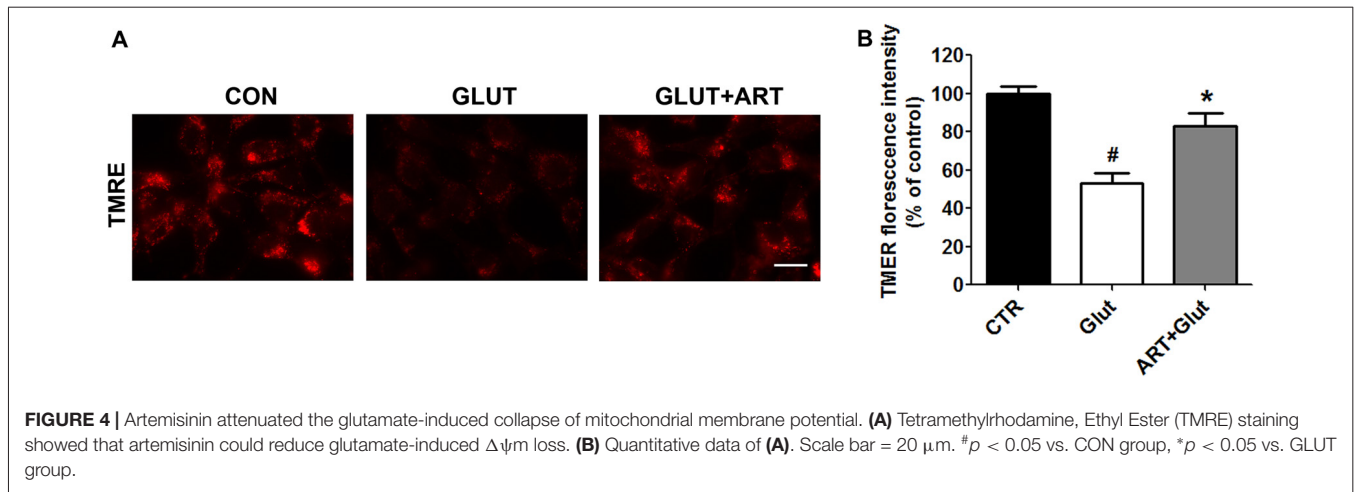 A
CON GLUT GLUT+ART
TMRE
B
TMER florescence intensity
(% of control)
120
100
80
60
40
20
0
#
*
CTR Glut ART+Glut
FIGURE 4 | Artemisinin attenuated the glutamate-induced collapse of mitochondrial membrane potential. (A) Tetramethylrhodamine, Ethyl Ester (TMRE) staining
showed that artemisinin could reduce glutamate-induced Δψm loss. (B) Quantitative data of (A). Scale bar = 20 μm. #p < 0.05 vs. CON group, *p < 0.05 vs. GLUT
group.